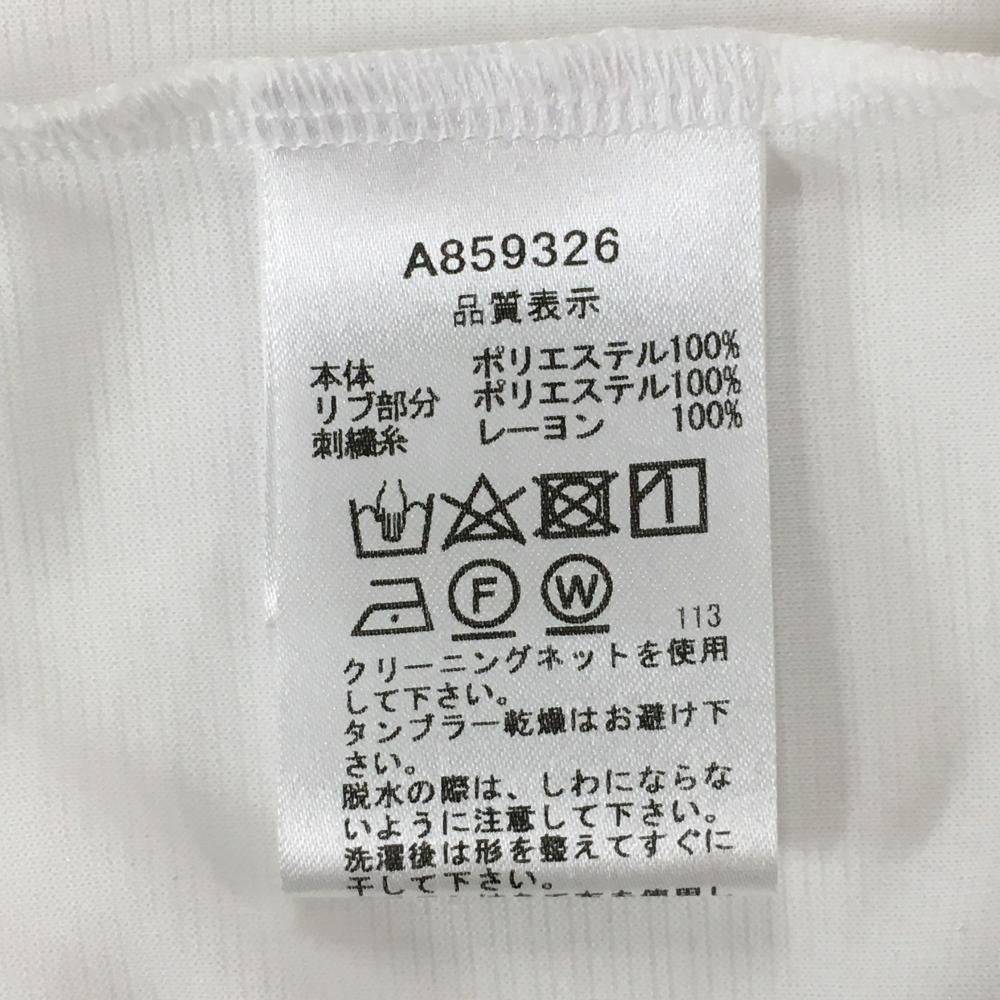 A859326
品質表示
本体 ポリエステル100%
リブ部分 ポリエステル100%
刺繍糸 レーヨン 100%
F W 113
クリーニングネットを使用
して下さい。
タンブラー乾燥はお避け下
さい。
脱水の際は、しわにならな
いように注意して下さい。
洗濯後は形を整えてすぐに
干して下さい。